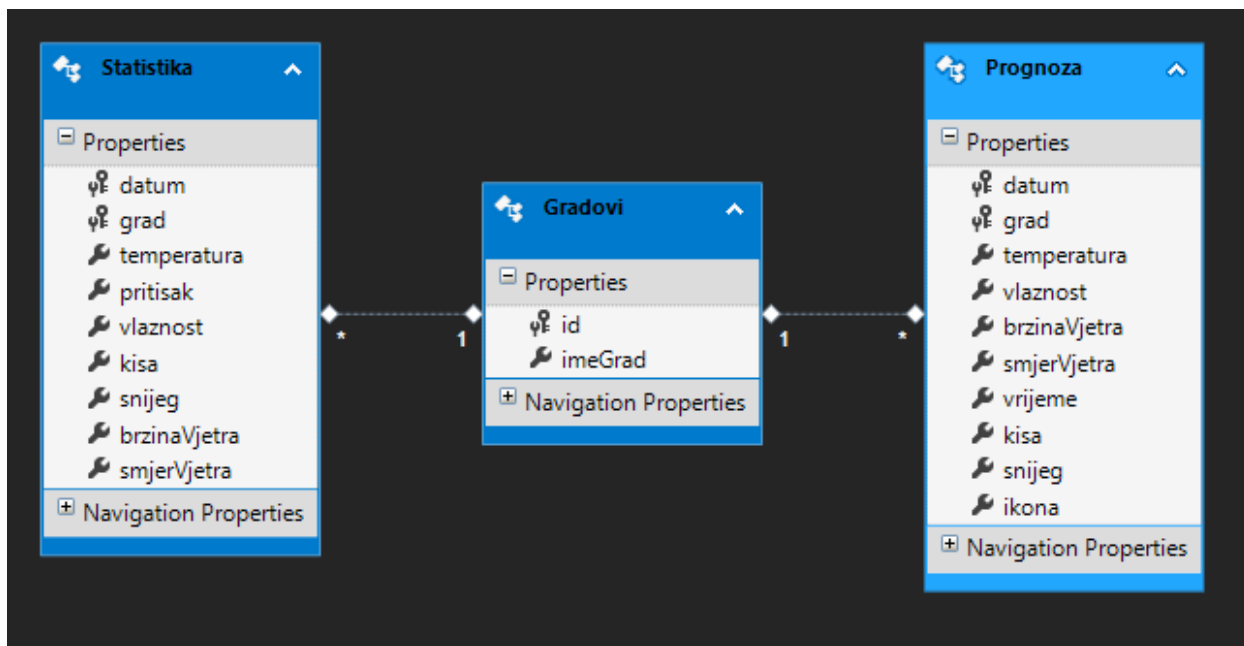 Statistika
Properties
datum
grad
temperatura
pritisak
vlaznost
kisa
snijeg
brzinaVjetra
smjerVjetra
Navigation Properties
*
1
Gradovi
Properties
id
imeGrad
Navigation Properties
1
*
Prognoza
Properties
datum
grad
temperatura
vlaznost
brzinaVjetra
smjerVjetra
vrijeme
kisa
snijeg
ikona
Navigation Properties